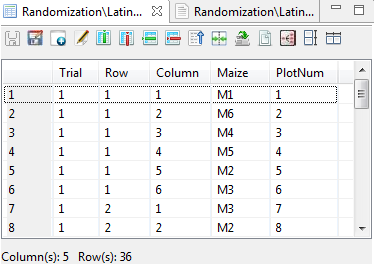 Randomization\Latin... Randomization\Latin...
Trial Row Column Maize PlotNum
1 1 1 1 M1 1
2 1 1 2 M6 2
3 1 1 3 M4 3
4 1 1 4 M5 4
5 1 1 5 M2 5
6 1 1 6 M3 6
7 1 2 1 M3 7
8 1 2 2 M2 8
Column(s): 5 Row(s): 36